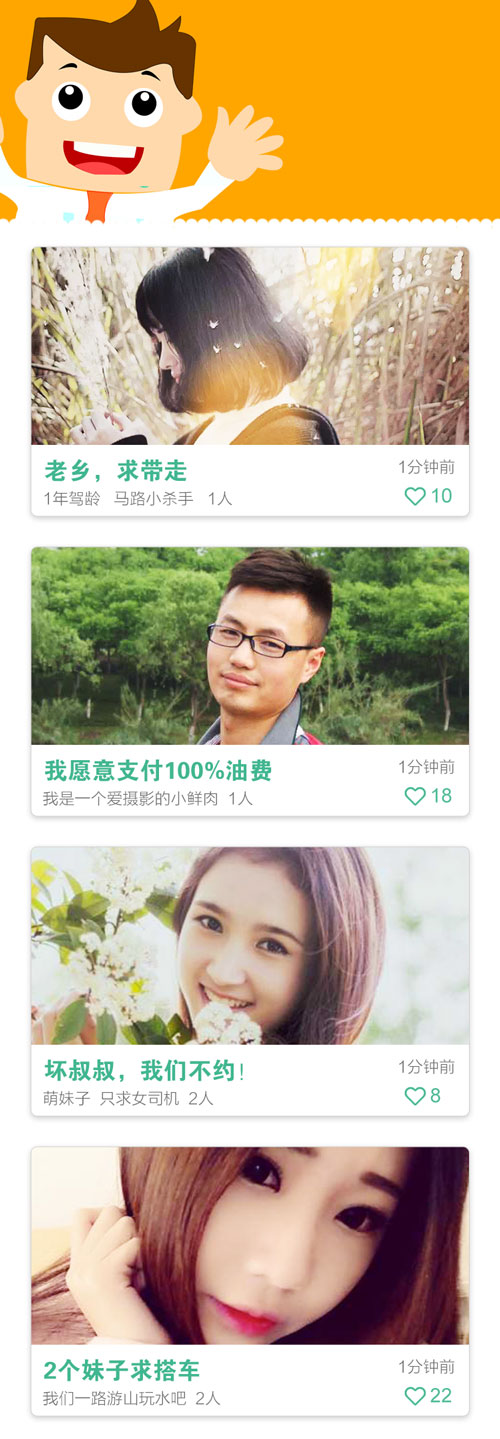 老乡，求带走
1分钟前
1年驾龄 马路小杀手 1人
10
我愿意支付100%油费
1分钟前
我是一个爱摄影的小鲜肉 1人
18
坏叔叔，我们不约！
1分钟前
萌妹子 只求女司机 2人
8
2个妹子求搭车
1分钟前
我们一路游山玩水吧 2人
22